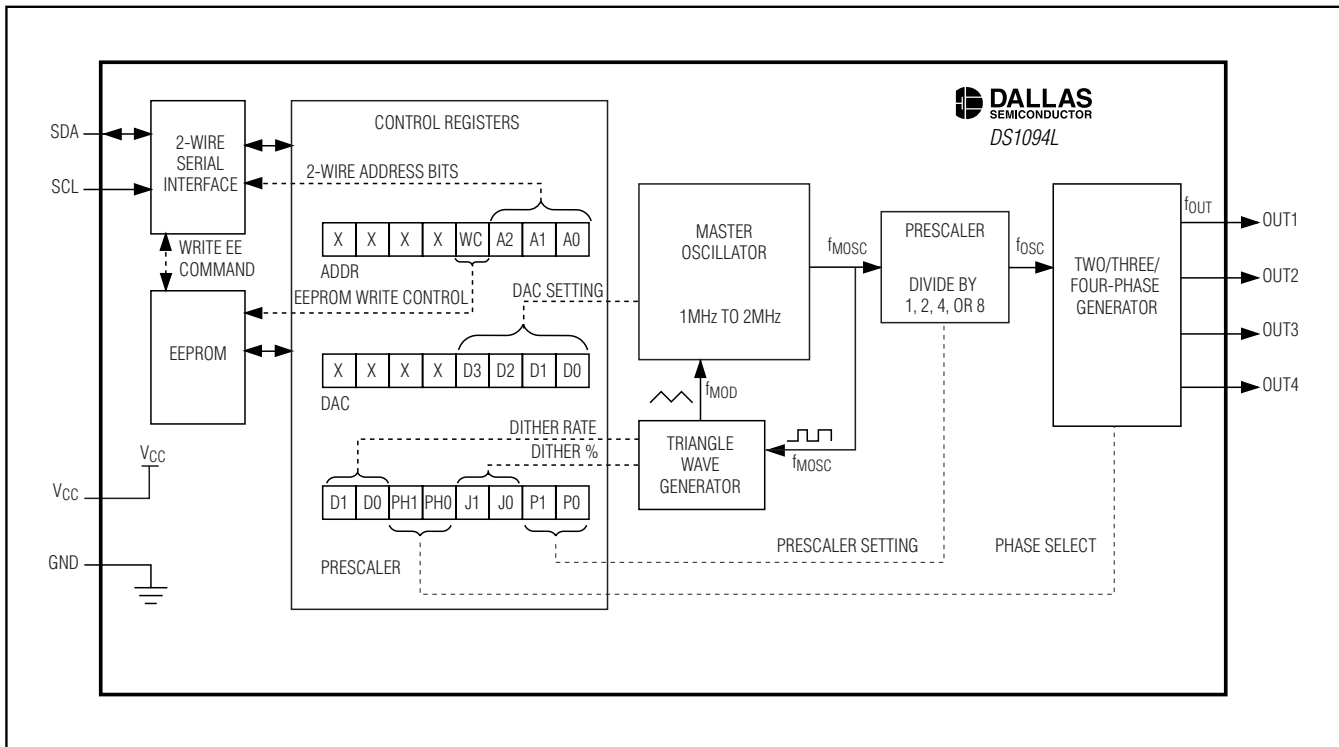 DALLAS
SEMICONDUCTOR
DS1094L
SDA
SCL
2-WIRE
SERIAL
INTERFACE
WRITE EE
COMMAND
EEPROM
VCC
VCC
GND
CONTROL REGISTERS
2-WIRE ADDRESS BITS
X X X X WC A2 A1 A0
ADDR
EEPROM WRITE CONTROL
DAC SETTING
X X X X D3 D2 D1 D0
DAC
DITHER RATE
DITHER %
D1 D0 PH1 PH0 J1 J0 P1 P0
PRESCALER
PRESCALER SETTING
PHASE SELECT
MASTER
OSCILLATOR
1MHz TO 2MHz
fMOD
TRIANGLE
WAVE
GENERATOR
fMOSC
fMOSC
PRESCALER
DIVIDE BY
1, 2, 4, OR 8
fOSC
TWO/THREE/
FOUR-PHASE
GENERATOR
fOUT
OUT1
OUT2
OUT3
OUT4